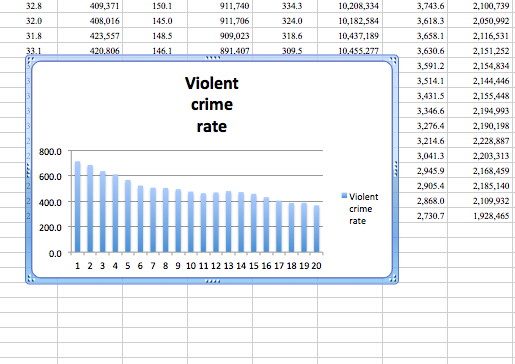 32.8 409,371 150.1 911,740 334.3 10,208,334 3,743.6 2,100,739
32.0 408,016 145.0 911,706 324.0 10,182,584 3,618.3 2,050,992
31.8 423,557 148.5 909,023 318.6 10,437,189 3,658.1 2,116,531
33.1 420,806 146.1 891,407 309.5 10,455,277 3,630.6 2,151,252
3,591.2 2,154,834
3,514.1 2,144,446
3,431.5 2,155,448
3,346.6 2,194,993
3,276.4 2,190,198
3,214.6 2,228,887
3,041.3 2,203,313
2,945.9 2,168,459
2,905.4 2,185,140
2,868.0 2,109,932
2,730.7 1,928,465
Violent
crime
rate
800.0
600.0
400.0
200.0
0.0
1 2 3 4 5 6 7 8 9 10 11 12 13 14 15 16 17 18 19 20
Violent
crime
rate